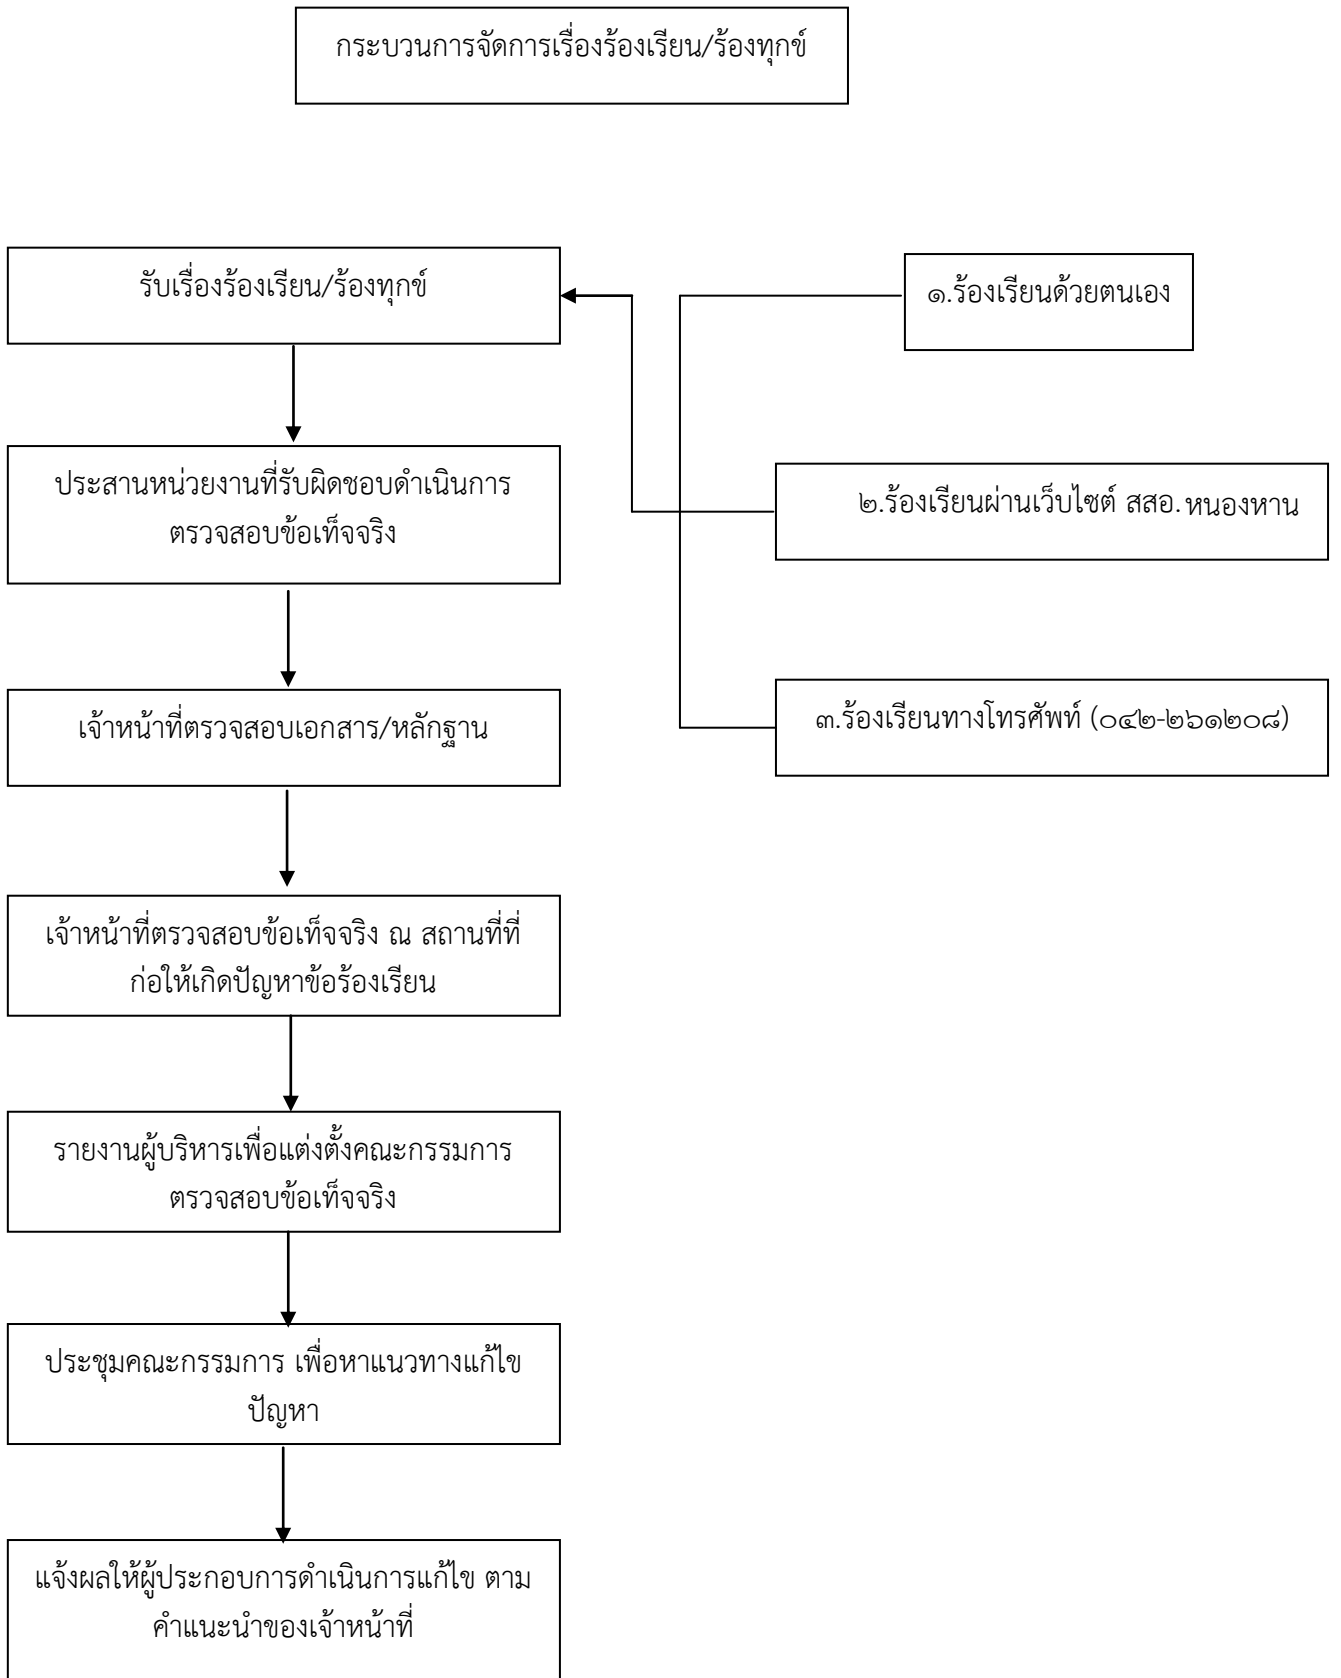 กระบวนการจัดการเรื่องร้องเรียน/ร้องทุกข์
รับเรื่องร้องเรียน/ร้องทุกข์
๑.ร้องเรียนด้วยตนเอง
ประสานหน่วยงานที่รับผิดชอบดำเนินการ
ตรวจสอบข้อเท็จจริง
๒.ร้องเรียนผ่านเว็บไซต์ สสอ.หนองหาน
เจ้าหน้าที่ตรวจสอบเอกสาร/หลักฐาน
๓.ร้องเรียนทางโทรศัพท์ (๐๔๒-๒๖๑๒๐๘)
เจ้าหน้าที่ตรวจสอบข้อเท็จจริง ณ สถานที่ที่
ก่อให้เกิดปัญหาข้อร้องเรียน
รายงานผู้บริหารเพื่อแต่งตั้งคณะกรรมการ
ตรวจสอบข้อเท็จจริง
ประชุมคณะกรรมการ เพื่อหาแนวทางแก้ไข
ปัญหา
แจ้งผลให้ผู้ประกอบการดำเนินการแก้ไข ตาม
คำแนะนำของเจ้าหน้าที่